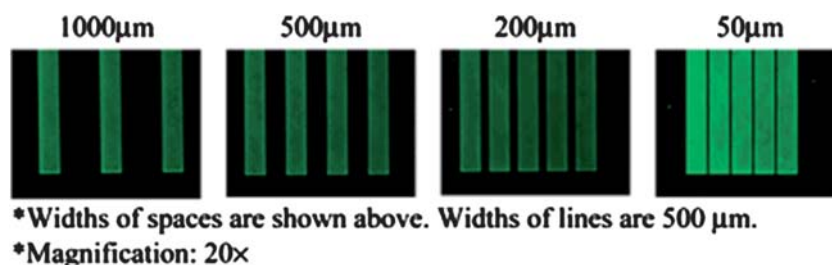 1000μm 500μm 200μm 50μm
*Widths of spaces are shown above. Widths of lines are 500 μm.
*Magnification: 20×